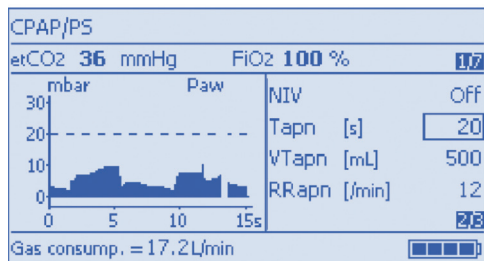 CPAP/PS
etCO2 36 mmHg FiO2 100 % 1/7
mbar Paw
30
20
10
0
0 5 10 15s
NIV Off
Tapn [s] 20
VTapn [mL] 500
RRapn [/min] 12
2/3
Gas consump. = 17.2 L/min